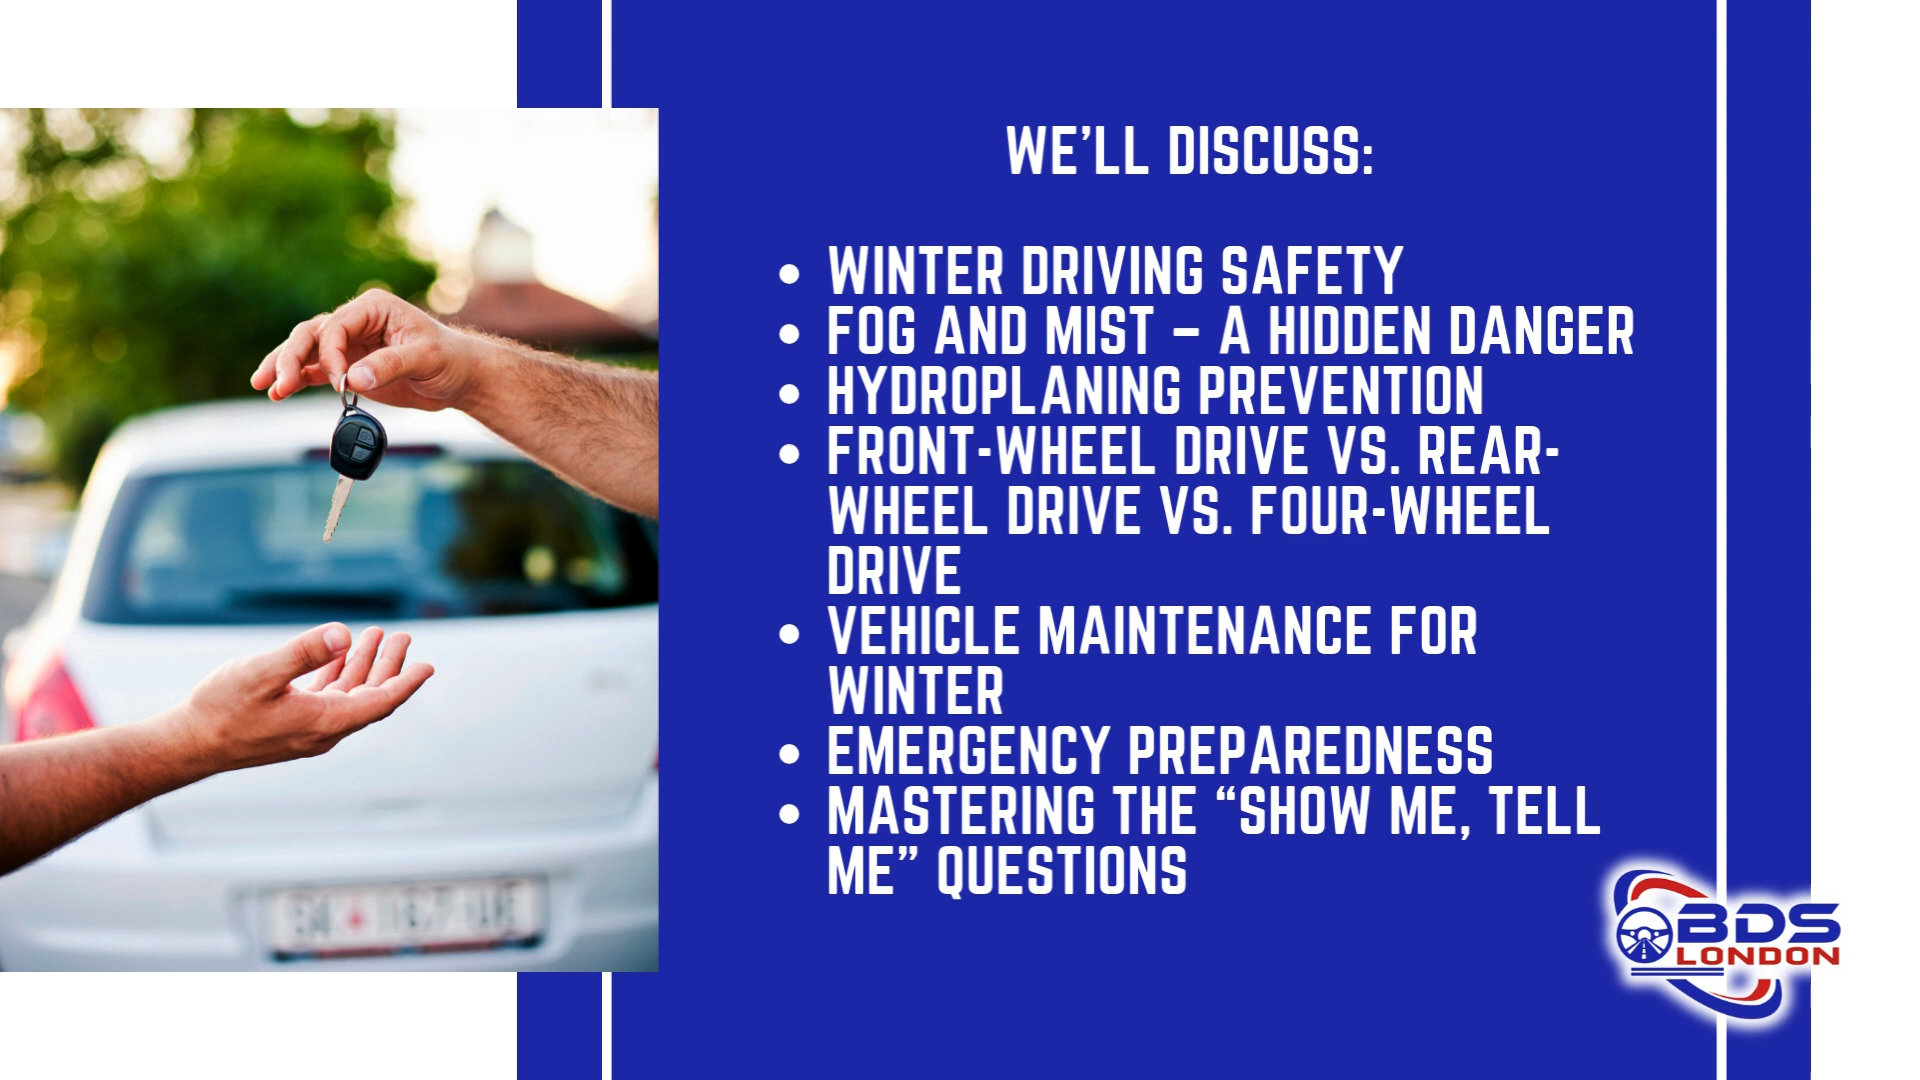 WE’LL DISCUSS:
WINTER DRIVING SAFETY
FOG AND MIST – A HIDDEN DANGER
HYDROPLANING PREVENTION
FRONT-WHEEL DRIVE VS. REAR-
WHEEL DRIVE VS. FOUR-WHEEL
DRIVE
VEHICLE MAINTENANCE FOR
WINTER
EMERGENCY PREPAREDNESS
MASTERING THE “SHOW ME, TELL
ME” QUESTIONS
BDS
LONDON